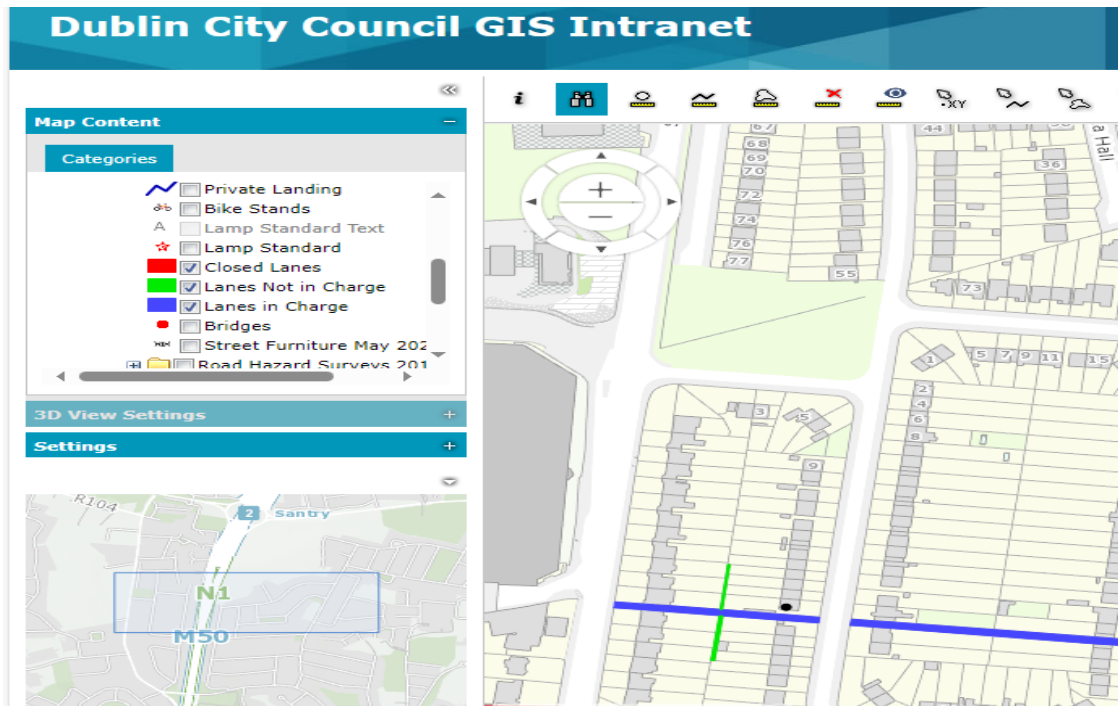 Dublin City Council GIS Intranet
Map Content
Categories
Private Landing
Bike Stands
A Lamp Standard Text
Lamp Standard
Closed Lanes
Lanes Not in Charge
Lanes in Charge
Bridges
Street Furniture May 202
Road Hazard Surveys 201
3D View Settings
Settings
R104
2 Santry
N1
M50
i
XY
67
68
69
70
72
74
76
77
55
44
36
a Hall
73
1
5 7 9 11 15
2
4
6
8
3
5
9